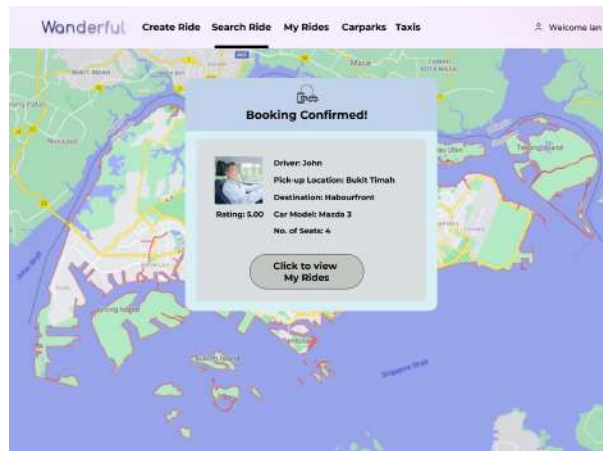 Wanderful Create Ride Search Ride My Rides Carparks Taxis Welcome Ian
Booking Confirmed!
Driver: John
Pick-up Location: Bukit Timah
Destination: Habourfront
Rating: 5.00 Car Model: Mazda 3
No. of Seats: 4
Click to view
My Rides